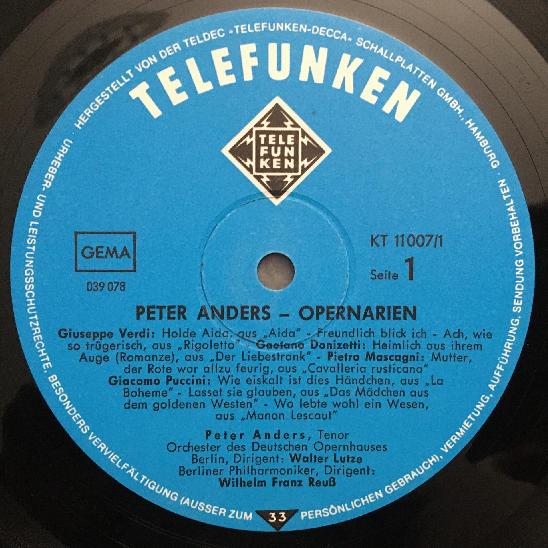 HERGESTELLT VON DER TELDEC »TELEFUNKEN-DECCA« SCHALLPLATTEN GMBH., HAMBURG · URHEBER- UND LEISTUNGSSCHUTZRECHTE, BESONDERS VERVIELFÄLTIGUNG (AUSSER ZUM PERSÖNLICHEN GEBRAUCH), VERMIETUNG, AUFFÜHRUNG, SENDUNG VORBEHALTEN ·
TELEFUNKEN
TELE
FUN
KEN
GEMA
039 078
KT 11007/1
Seite 1
PETER ANDERS – OPERNARIEN
Giuseppe Verdi: Holde Aida, aus „Aida" - Freundlich blick ich - Ach, wie
so trügerisch, aus „Rigoletto" - Gaetano Donizetti: Heimlich aus ihrem
Auge (Romanze), aus „Der Liebestrank" - Pietro Mascagni: Mutter,
der Rote war allzu feurig, aus „Cavalleria rusticana"
Giacomo Puccini: Wie eiskalt ist dies Händchen, aus „La
Boheme" - Lasset sie glauben, aus "Das Mädchen aus
dem goldenen Westen" - Wo lebte wohl ein Wesen,
aus „Manon Lescaut"
Peter Anders, Tenor
Orchester des Deutschen Opernhauses
Berlin, Dirigent: Walter Lutze
Berliner Philharmoniker, Dirigent:
Wilhelm Franz Reuß
33